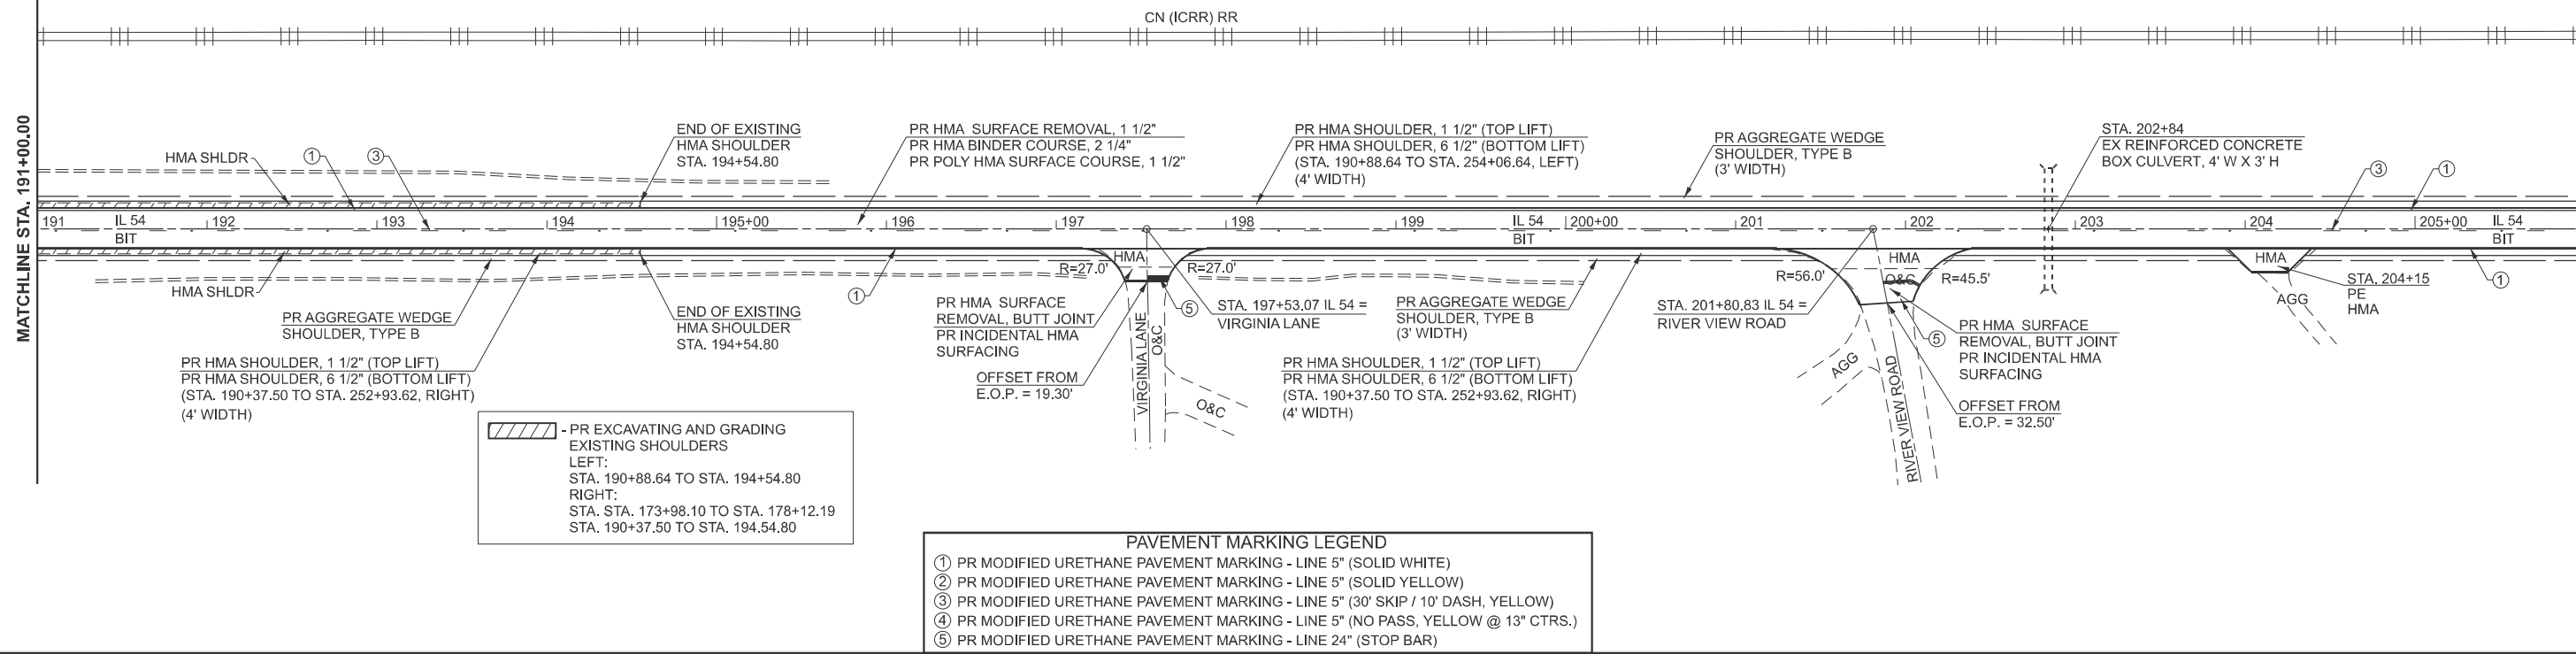 CN (ICRR) RR
MATCHLINE STA. 191+00.00
HMA SHLDR
1
3
END OF EXISTING
HMA SHOULDER
STA. 194+54.80
PR HMA SURFACE REMOVAL, 1 1/2"
PR HMA BINDER COURSE, 2 1/4"
PR POLY HMA SURFACE COURSE, 1 1/2"
PR HMA SHOULDER, 1 1/2" (TOP LIFT)
PR HMA SHOULDER, 6 1/2" (BOTTOM LIFT)
(STA. 190+88.64 TO STA. 254+06.64, LEFT)
(4' WIDTH)
PR AGGREGATE WEDGE
SHOULDER, TYPE B
(3' WIDTH)
STA. 202+84
EX REINFORCED CONCRETE
BOX CULVERT, 4' W X 3' H
3
1
191 IL 54 192 193 194 195+00 196 197 198 199 IL 54 200+00 201 202 203 204 205+00 IL 54
BIT BIT BIT
HMA SHLDR
PR AGGREGATE WEDGE
SHOULDER, TYPE B
PR HMA SHOULDER, 1 1/2" (TOP LIFT)
PR HMA SHOULDER, 6 1/2" (BOTTOM LIFT)
(STA. 190+37.50 TO STA. 252+93.62, RIGHT)
(4' WIDTH)
END OF EXISTING
HMA SHOULDER
STA. 194+54.80
1
R=27.0'
HMA
R=27.0'
PR HMA SURFACE
REMOVAL, BUTT JOINT
PR INCIDENTAL HMA
SURFACING
OFFSET FROM
E.O.P. = 19.30'
VIRGINIA LANE
O&C
O&C
5
STA. 197+53.07 IL 54 =
VIRGINIA LANE
PR AGGREGATE WEDGE
SHOULDER, TYPE B
(3' WIDTH)
PR HMA SHOULDER, 1 1/2" (TOP LIFT)
PR HMA SHOULDER, 6 1/2" (BOTTOM LIFT)
(STA. 190+37.50 TO STA. 252+93.62, RIGHT)
(4' WIDTH)
STA. 201+80.83 IL 54 =
RIVER VIEW ROAD
R=56.0'
HMA
O&C
R=45.5'
AGG
RIVER VIEW ROAD
5
PR HMA SURFACE
REMOVAL, BUTT JOINT
PR INCIDENTAL HMA
SURFACING
OFFSET FROM
E.O.P. = 32.50'
HMA
AGG
STA. 204+15
PE
HMA
1
- PR EXCAVATING AND GRADING
EXISTING SHOULDERS
LEFT:
STA. 190+88.64 TO STA. 194+54.80
RIGHT:
STA. STA. 173+98.10 TO STA. 178+12.19
STA. 190+37.50 TO STA. 194.54.80
PAVEMENT MARKING LEGEND
1 PR MODIFIED URETHANE PAVEMENT MARKING - LINE 5" (SOLID WHITE)
2 PR MODIFIED URETHANE PAVEMENT MARKING - LINE 5" (SOLID YELLOW)
3 PR MODIFIED URETHANE PAVEMENT MARKING - LINE 5" (30' SKIP / 10' DASH, YELLOW)
4 PR MODIFIED URETHANE PAVEMENT MARKING - LINE 5" (NO PASS, YELLOW @ 13" CTRS.)
5 PR MODIFIED URETHANE PAVEMENT MARKING - LINE 24" (STOP BAR)